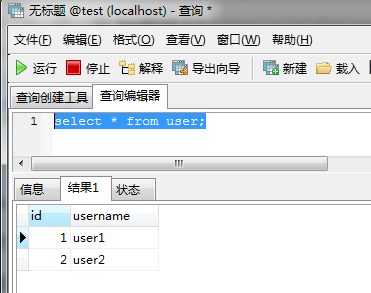 无标题 @test (localhost) - 查询 *
文件(F) 编辑(E) 格式(O) 查看(V) 窗口(W) 帮助(H)
运行 停止 解释 导出向导 新建 载入
查询创建工具 查询编辑器
1 select * from user;
信息 结果1 状态
id username
1 user1
2 user2